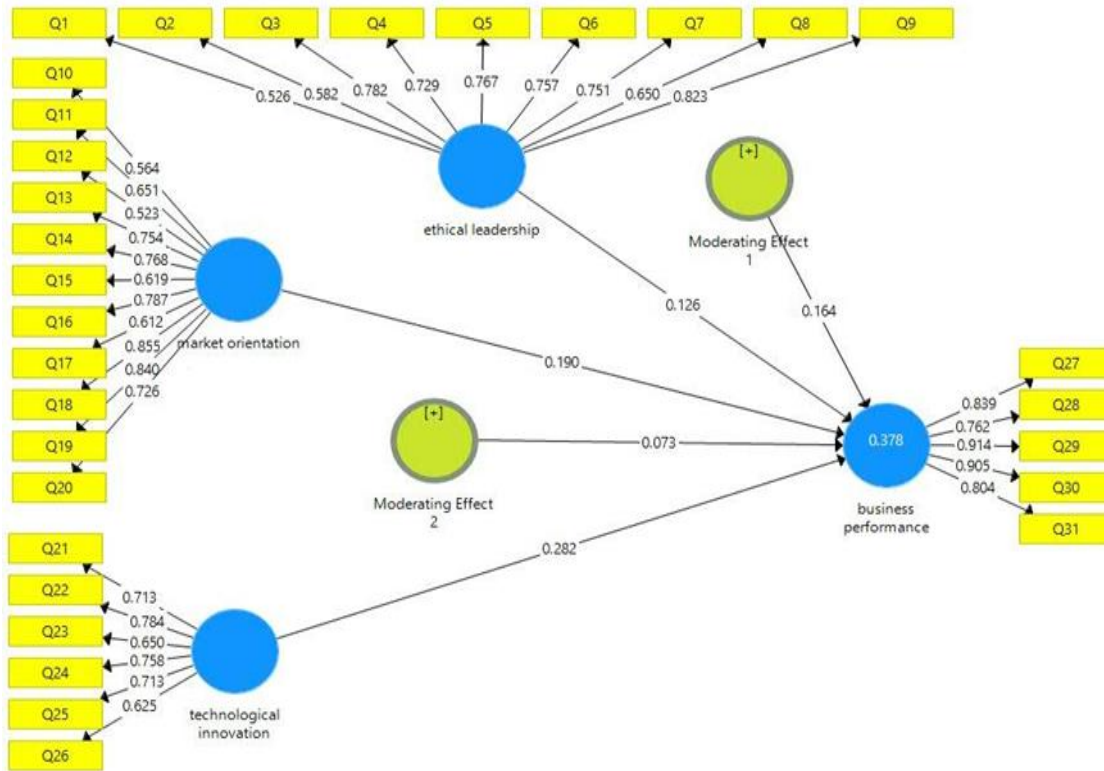 Q1 Q2 Q3 Q4 Q5 Q6 Q7 Q8 Q9
0.526 0.582 0.782 0.729 0.767 0.757 0.751 0.650 0.823
ethical leadership
Q10
Q11
Q12
Q13
Q14
Q15
Q16
Q17
Q18
Q19
Q20
0.564
0.651
0.523
0.754
0.768
0.619
0.787
0.612
0.855
0.840
0.726
market orientation
[+]
Moderating Effect
1
0.126
0.164
0.190
[+]
Moderating Effect
2
0.073
0.282
0.378
business
performance
0.839
0.762
0.914
0.905
0.804
Q27
Q28
Q29
Q30
Q31
Q21
Q22
Q23
Q24
Q25
Q26
0.713
0.784
0.650
0.758
0.713
0.625
technological
innovation